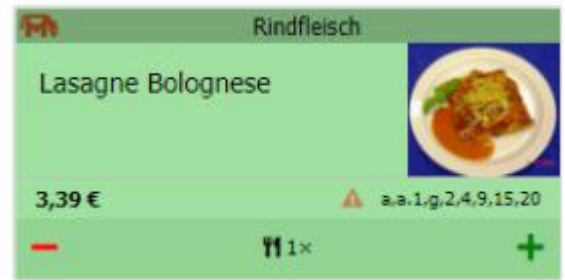 Rindfleisch
Lasagne Bolognese
3,39 € a,a.1,g,2,4,9,15,20
1×